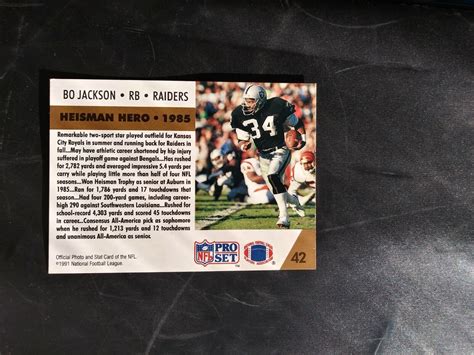 BO JACKSON • RB • RAIDERS
HEISMAN HERO • 1985
Remarkable two-sport star played outfield for Kansas
City Royals in summer and running back for Raiders in
fall...May have athletic career shortened by hip injury
suffered in playoff game against Bengals...Has rushed
for 2,782 yards and averaged impressive 5.4 yards per
carry while playing little more than half of four NFL
seasons...Won Heisman Trophy as senior at Auburn in
1985...Ran for 1,786 yards and 17 touchdowns that
season...Had four 200-yard games, including career-
high 290 against Southwestern Louisiana...Rushed for
school-record 4,303 yards and scored 45 touchdowns
in career...Consensus All-America pick as sophomore
when he rushed for 1,213 yards and 12 touchdowns
and unanimous All-America as senior.
34
Official Photo and Stat Card of the NFL.
©1991 National Football League.
NFL
PRO
SET
™
®
42